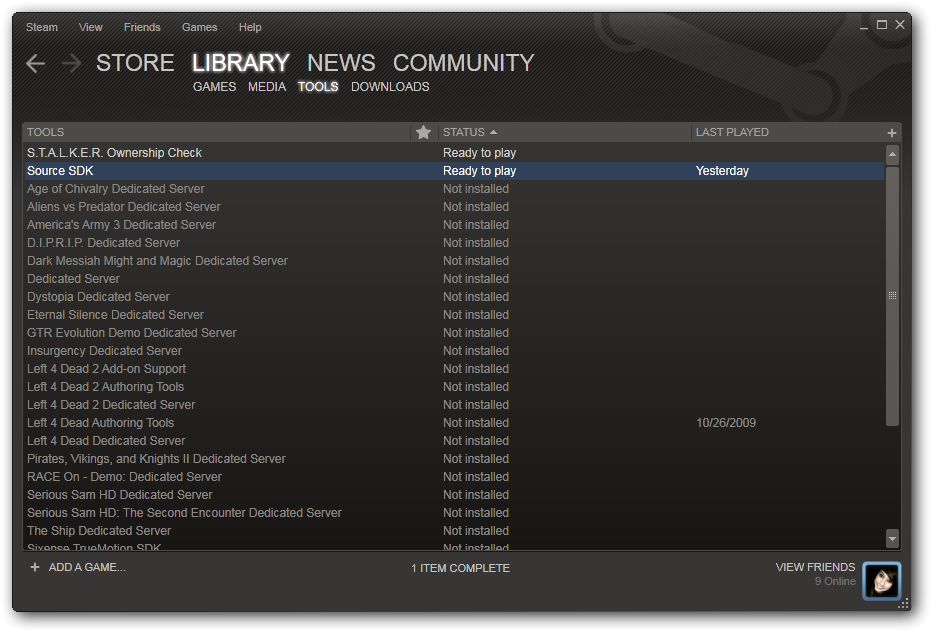 Steam View Friends Games Help
STORE LIBRARY NEWS COMMUNITY
GAMES MEDIA TOOLS DOWNLOADS
TOOLS STATUS LAST PLAYED
S.T.A.L.K.E.R. Ownership Check Ready to play
Source SDK Ready to play Yesterday
Age of Chivalry Dedicated Server Not installed
Aliens vs Predator Dedicated Server Not installed
America's Army 3 Dedicated Server Not installed
D.I.P.R.I.P. Dedicated Server Not installed
Dark Messiah Might and Magic Dedicated Server Not installed
Dedicated Server Not installed
Dystopia Dedicated Server Not installed
Eternal Silence Dedicated Server Not installed
GTR Evolution Demo Dedicated Server Not installed
Insurgency Dedicated Server Not installed
Left 4 Dead 2 Add-on Support Not installed
Left 4 Dead 2 Authoring Tools Not installed
Left 4 Dead 2 Dedicated Server Not installed
Left 4 Dead Authoring Tools Not installed 10/26/2009
Left 4 Dead Dedicated Server Not installed
Pirates, Vikings, and Knights II Dedicated Server Not installed
RACE On - Demo: Dedicated Server Not installed
Serious Sam HD Dedicated Server Not installed
Serious Sam HD: The Second Encounter Dedicated Server Not installed
The Ship Dedicated Server Not installed
Sixense TrueMotion SDK Not installed
+ ADD A GAME... 1 ITEM COMPLETE VIEW FRIENDS
9 Online